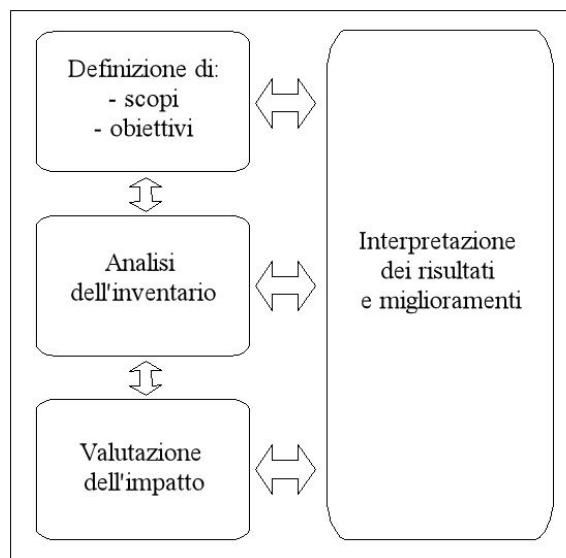 Definizione di:
- scopi
- obiettivi
Analisi
dell'inventario
Valutazione
dell'impatto
Interpretazione
dei risultati
e miglioramenti